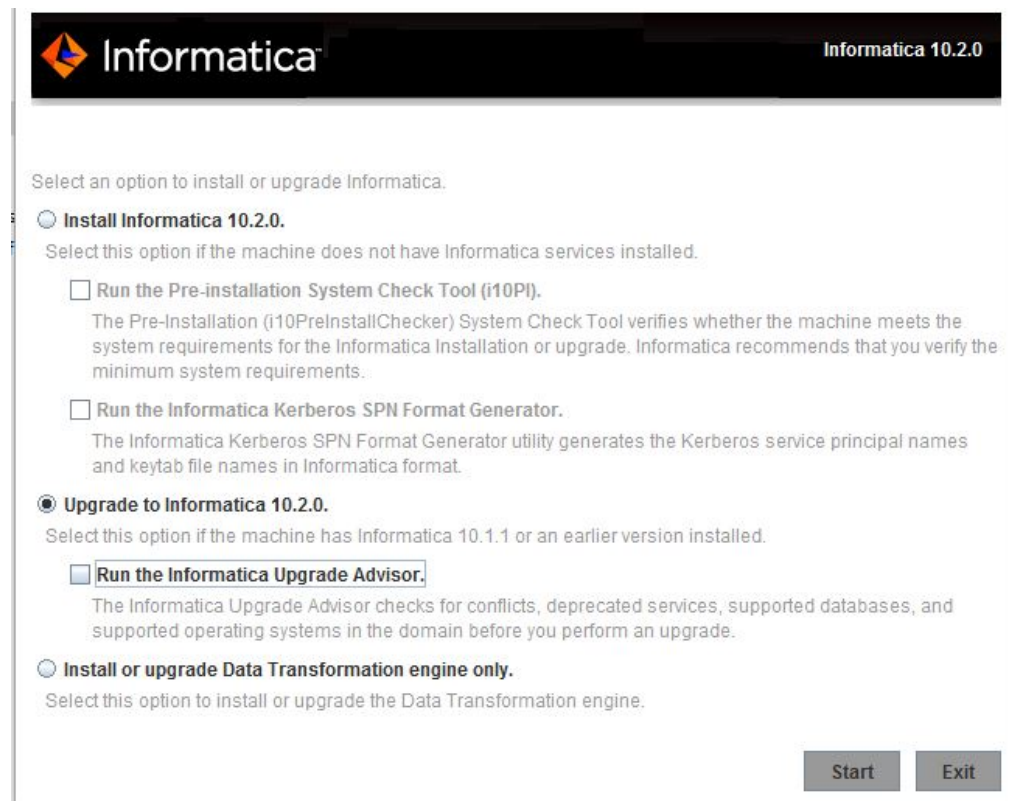 Informatica
Informatica 10.2.0
Select an option to install or upgrade Informatica.
Install Informatica 10.2.0.
Select this option if the machine does not have Informatica services installed.
Run the Pre-installation System Check Tool (i10PI).
The Pre-Installation (i10PreInstallChecker) System Check Tool verifies whether the machine meets the
system requirements for the Informatica Installation or upgrade. Informatica recommends that you verify the
minimum system requirements.
Run the Informatica Kerberos SPN Format Generator.
The Informatica Kerberos SPN Format Generator utility generates the Kerberos service principal names
and keytab file names in Informatica format.
Upgrade to Informatica 10.2.0.
Select this option if the machine has Informatica 10.1.1 or an earlier version installed.
Run the Informatica Upgrade Advisor.
The Informatica Upgrade Advisor checks for conflicts, deprecated services, supported databases, and
supported operating systems in the domain before you perform an upgrade.
Install or upgrade Data Transformation engine only.
Select this option to install or upgrade the Data Transformation engine.
Start
Exit